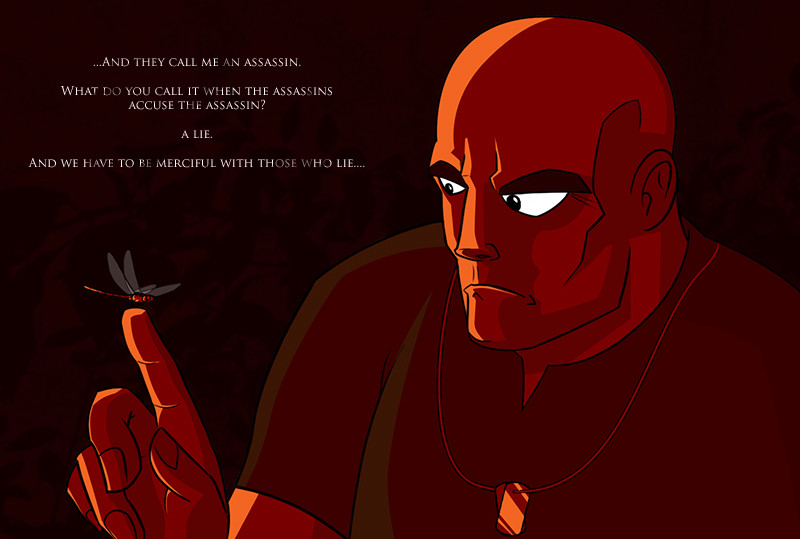 ...And they call me an assassin.
What do you call it when the assassins
accuse the assassin?
a lie.
And we have to be merciful with those who lie....